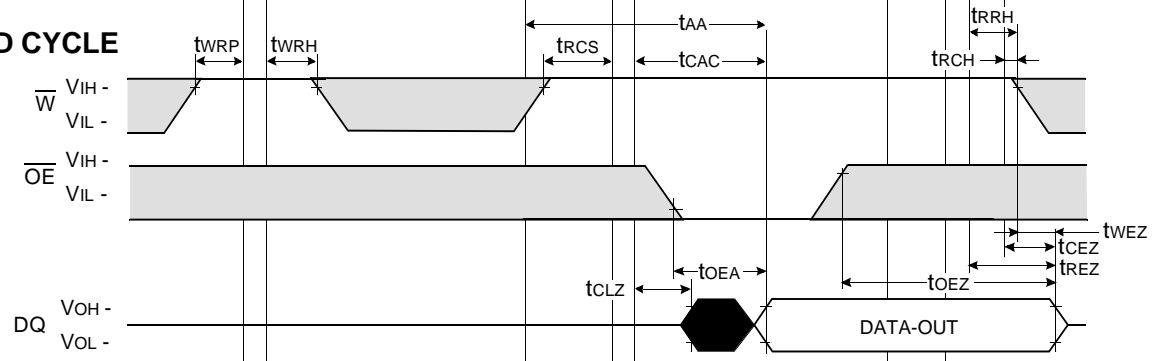 tRRH
tAA
D CYCLE
tWRP
tWRH
tRCS
tCAC
tRCH
W
VIH -
VIL -
OE
VIH -
VIL -
tWEZ
tCEZ
tREZ
tOEA
tOEZ
tCLZ
DQ
VOH -
VOL -
DATA-OUT